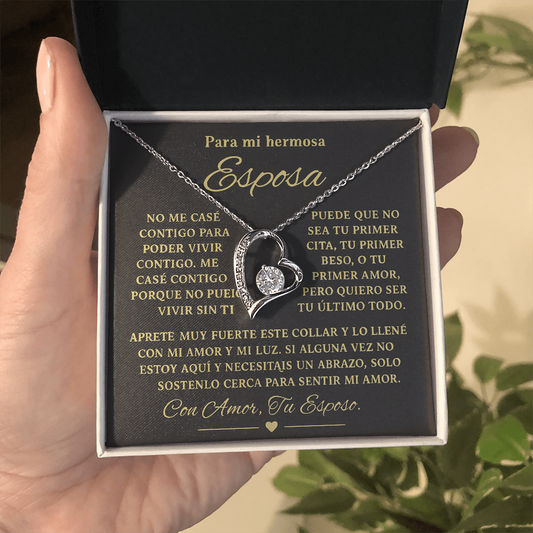 Para mi hermosa
Esposa
NO ME CASÉ
CONTIGO PARA
PODER VIVIR
CONTIGO. ME
CASÉ CONTIGO
PORQUE NO PUEDO
VIVIR SIN TI
PUEDE QUE NO
SEA TU PRIMER
CITA, TU PRIMER
BESO, O TU
PRIMER AMOR,
PERO QUIERO SER
TU ÚLTIMO TODO.
APRETE MUY FUERTE ESTE COLLAR Y LO LLENÉ
CON MI AMOR Y MI LUZ. SI ALGUNA VEZ NO
ESTOY AQUÍ Y NECESITAS UN ABRAZO, SOLO
SOSTENLO CERCA PARA SENTIR MI AMOR.
Con Amor, Tu Esposo.